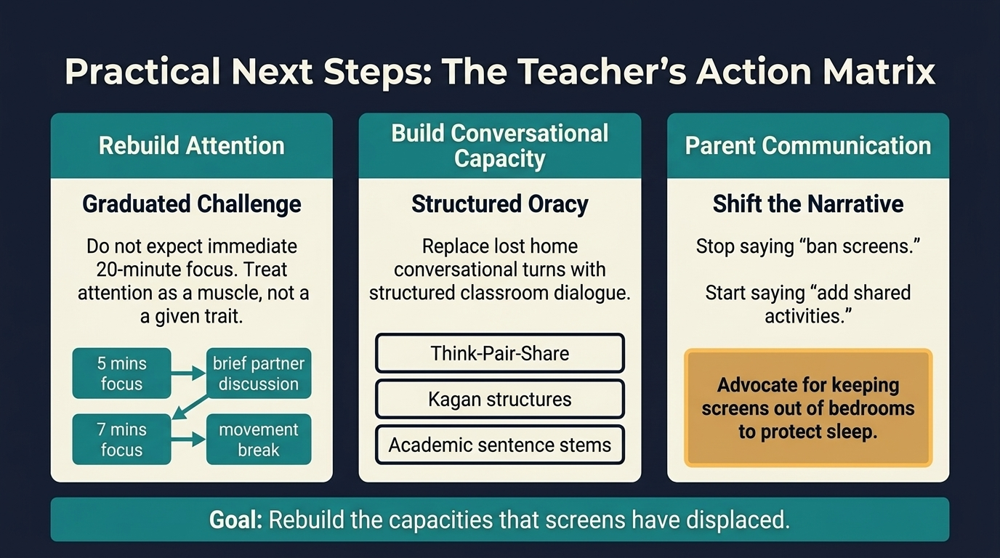 Practical Next Steps: The Teacher’s Action Matrix
Rebuild Attention
Graduated Challenge
Do not expect immediate
20-minute focus. Treat
attention as a muscle, not a
a given trait.
5 mins
focus
brief partner
discussion
7 mins
focus
movement
break
Build Conversational
Capacity
Structured Oracy
Replace lost home
conversational turns with
structured classroom dialogue.
Think-Pair-Share
Kagan structures
Academic sentence stems
Parent Communication
Shift the Narrative
Stop saying “ban screens.”
Start saying “add shared
activities.”
Advocate for keeping
screens out of bedrooms
to protect sleep.
Goal: Rebuild the capacities that screens have displaced.